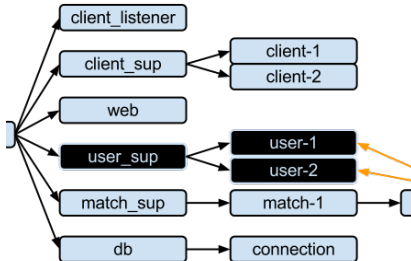 client_listener
client_sup
client-1
client-2
web
user_sup
user-1
user-2
match_sup
match-1
db
connection